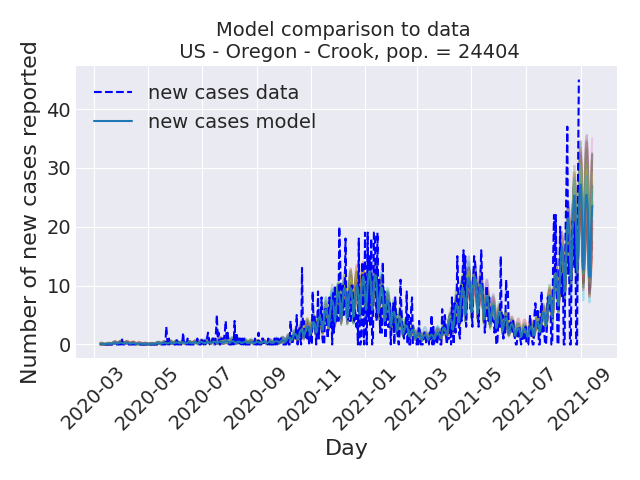 Model comparison to data
US - Oregon - Crook, pop. = 24404
new cases data
new cases model
Number of new cases reported
40
30
20
10
0
2020-03
2020-05
2020-07
2020-09
2020-11
2021-01
2021-03
2021-05
2021-07
2021-09
Day